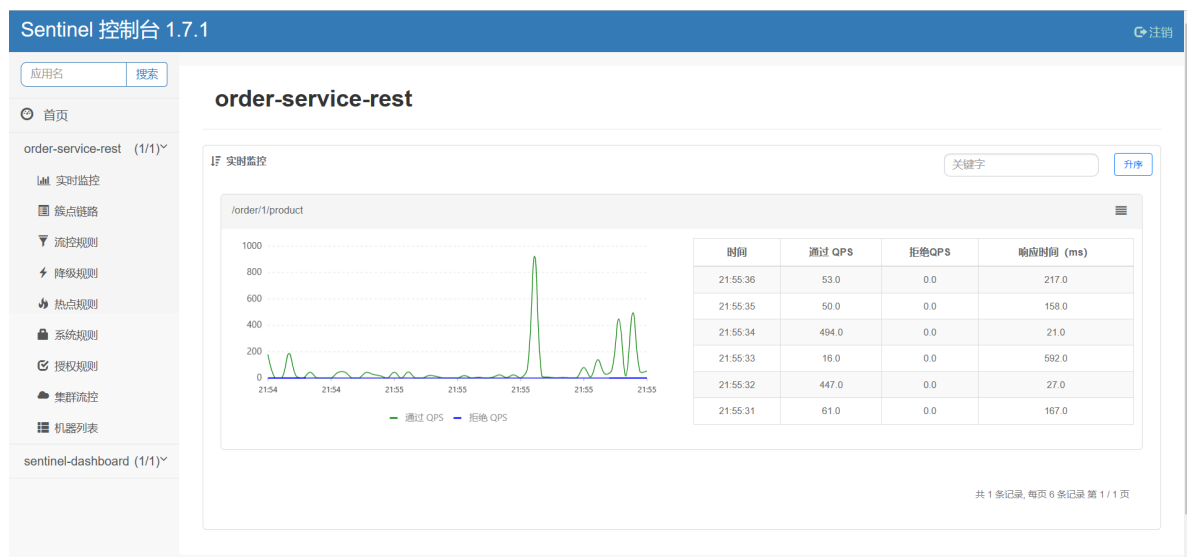 Sentinel 控制台 1.7.1
注销
应用名 搜索
首页
order-service-rest (1/1)
实时监控
簇点链路
流控规则
降级规则
热点规则
系统规则
授权规则
集群流控
机器列表
sentinel-dashboard (1/1)
order-service-rest
实时监控 关键字 升序
/order/1/product
1000
800
600
400
200
0
21:54 21:54 21:55 21:55 21:55 21:55 21:55
通过 QPS 拒绝 QPS
时间 通过 QPS 拒绝QPS 响应时间 (ms)
21:55:36 53.0 0.0 217.0
21:55:35 50.0 0.0 158.0
21:55:34 494.0 0.0 21.0
21:55:33 16.0 0.0 592.0
21:55:32 447.0 0.0 27.0
21:55:31 61.0 0.0 167.0
共 1 条记录, 每页 6 条记录 第 1 / 1 页